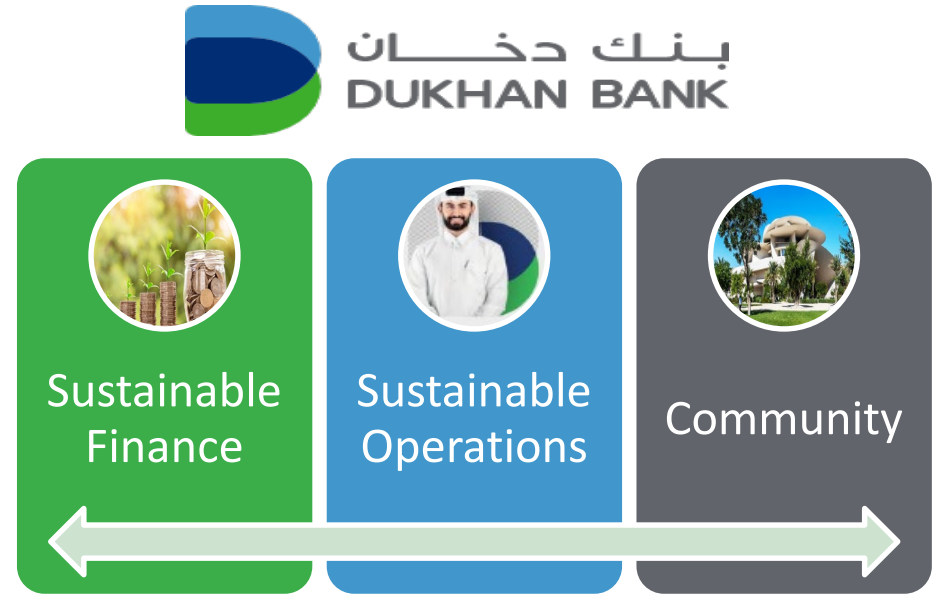 بنك دخان
DUKHAN BANK
Sustainable
Finance
Sustainable
Operations
Community